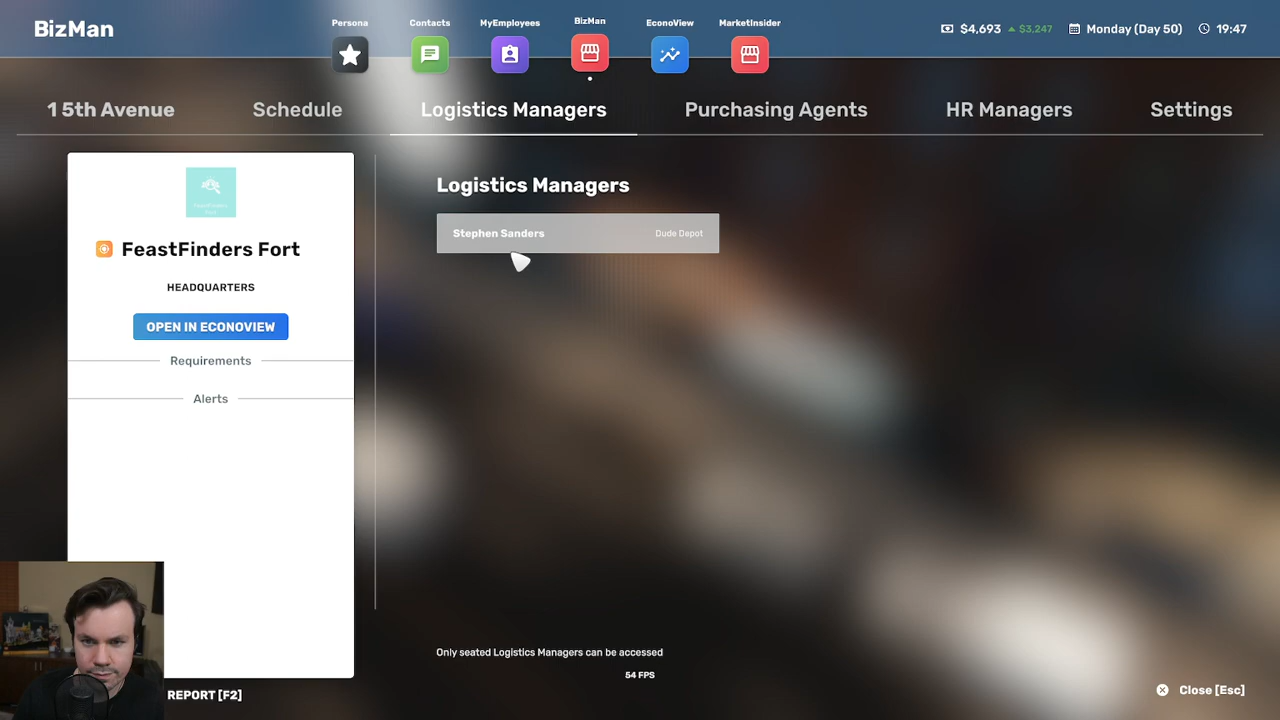 BizMan
Persona
Contacts
MyEmployees
BizMan
EconoView
MarketInsider
$4,693 ▲ $3,247
Monday (Day 50)
19:47
1 5th Avenue
Schedule
Logistics Managers
Purchasing Agents
HR Managers
Settings
FeastFinders Fort
HEADQUARTERS
OPEN IN ECONOVIEW
Requirements
Alerts
Logistics Managers
Stephen Sanders
Dude Depot
Only seated Logistics Managers can be accessed
54 FPS
REPORT [F2]
Close [Esc]